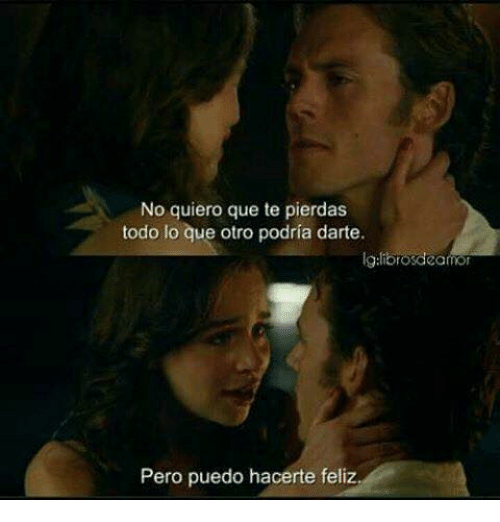 No quiero que te pierdas
todo lo que otro podría darte.
Ig:librosdeamor
Pero puedo hacerte feliz.